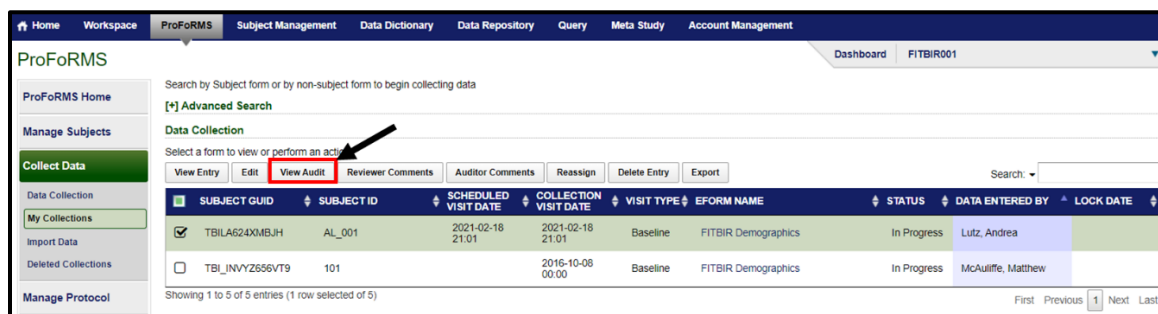 Home Workspace ProFoRMS Subject Management Data Dictionary Data Repository Query Meta Study Account Management
ProFoRMS
Dashboard FITBIR001
Search by Subject form or by non-subject form to begin collecting data
ProFoRMS Home
[+] Advanced Search
Manage Subjects
Data Collection
Select a form to view or perform an
Collect Data
View Entry Edit View Audit Reviewer Comments Auditor Comments Reassign Delete Entry Export Search:
Data Collection
SUBJECT GUID SUBJECT ID SCHEDULED VISIT DATE COLLECTION VISIT DATE VISIT TYPE EFORM NAME STATUS DATA ENTERED BY LOCK DATE
My Collections
TBILA624XMBJH AL_001 2021-02-18 21:01 2021-02-18 21:01 Baseline FITBIR Demographics In Progress Lutz, Andrea
Import Data
Deleted Collections
TBI_INVYZ656VT9 101 2016-10-08 00:00 Baseline FITBIR Demographics In Progress McAuliffe, Matthew
Manage Protocol
Showing 1 to 5 of 5 entries (1 row selected of 5)
First Previous 1 Next Last